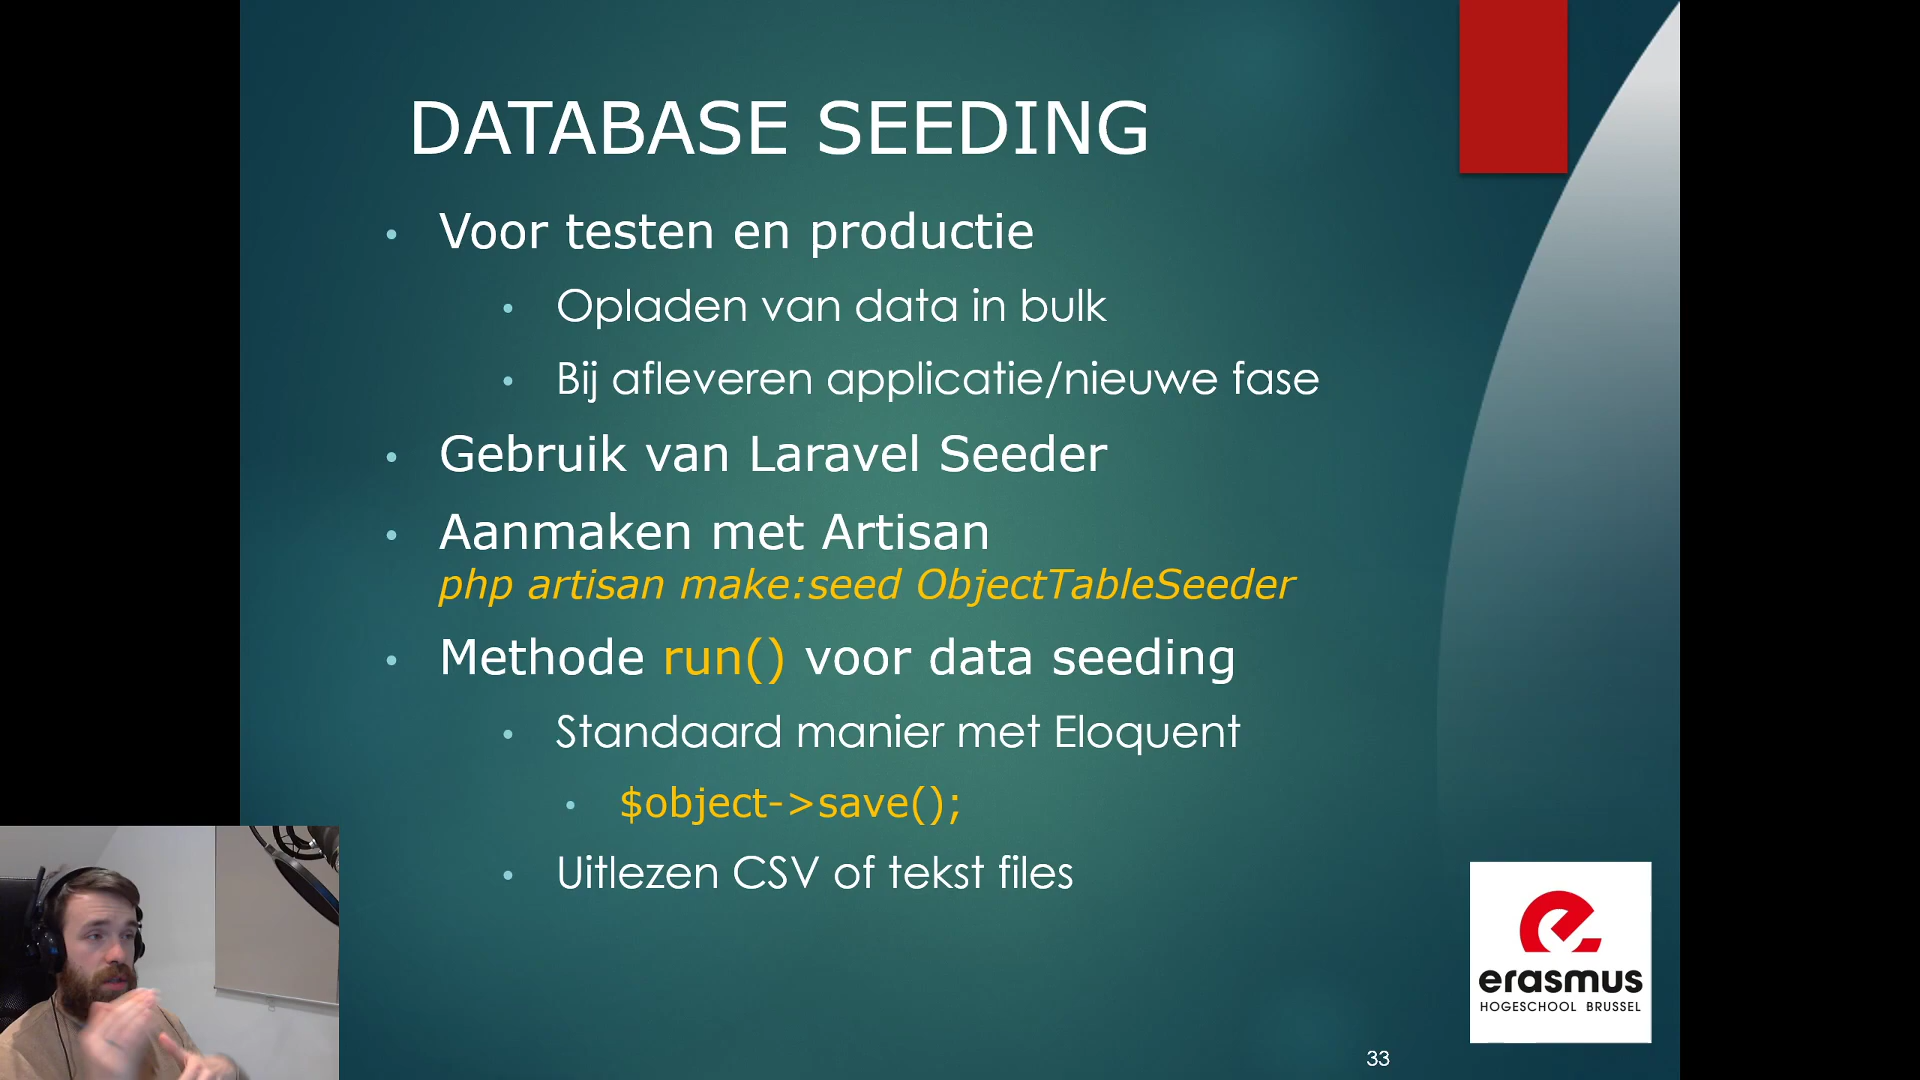 DATABASE SEEDING
• Voor testen en productie
• Opladen van data in bulk
• Bij afleveren applicatie/nieuwe fase
• Gebruik van Laravel Seeder
• Aanmaken met Artisan
php artisan make:seed ObjectTableSeeder
• Methode run() voor data seeding
• Standaard manier met Eloquent
• $object->save();
• Uitlezen CSV of tekst files
erasmus
HOGESCHOOL BRUSSEL
33